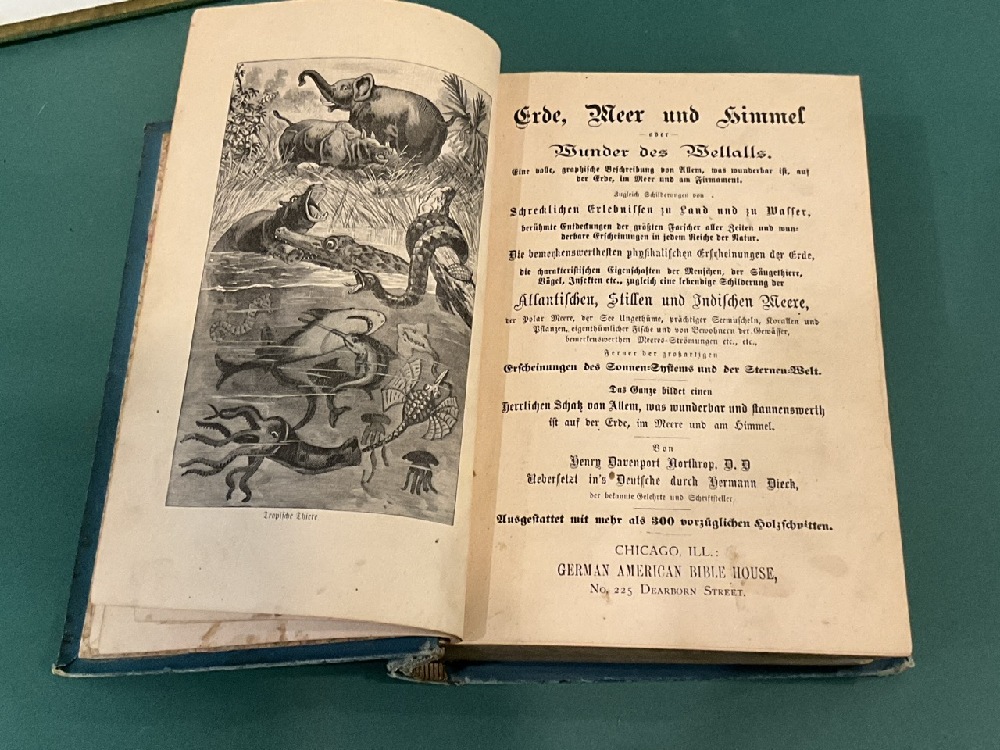 Tropische Thiere
Erde, Meer und Himmel
— oder —
Wunder des Weltalls.
Eine volle, graphische Beschreibung von Allem, was wunderbar ist, auf
der Erde, im Meer und am Firmament.
Zugleich Schilderungen von
Schrecklichen Erlebnissen zu Land und zu Wasser,
berühmte Entdeckungen der größten Forscher aller Zeiten und wun-
derbare Erscheinungen in jedem Reiche der Natur.
Die bemerkenswerthesten physikalischen Erscheinungen der Erde,
die charakteristischen Eigenschaften der Menschen, der Säugethiere,
Vögel, Insekten etc., zugleich eine lebendige Schilderung der
Atlantischen, Stillen und Indischen Meere,
der Polar Meere, der See Ungethüme, prächtiger Seemuscheln, Korallen und
Pflanzen, eigenthümlicher Fische und von Bewohnern der Gewässer,
bemerkenswerthen Meeres-Strömungen etc., etc.,
Ferner der großartigen
Erscheinungen des Sonnen-Systems und der Sternen-Welt.
Das Ganze bildet einen
Herrlichen Schatz von Allem, was wunderbar und staunenswerth
ist auf der Erde, im Meere und am Himmel.
Von
Henry Davenport Northrop, D. D
Uebersetzt in's Deutsche durch Hermann Dieck,
der bekannte Gelehrte und Schriftsteller
Ausgestattet mit mehr als 300 vorzüglichen Holzschnitten.
CHICAGO, ILL.:
GERMAN AMERICAN BIBLE HOUSE,
No. 225 DEARBORN STREET.